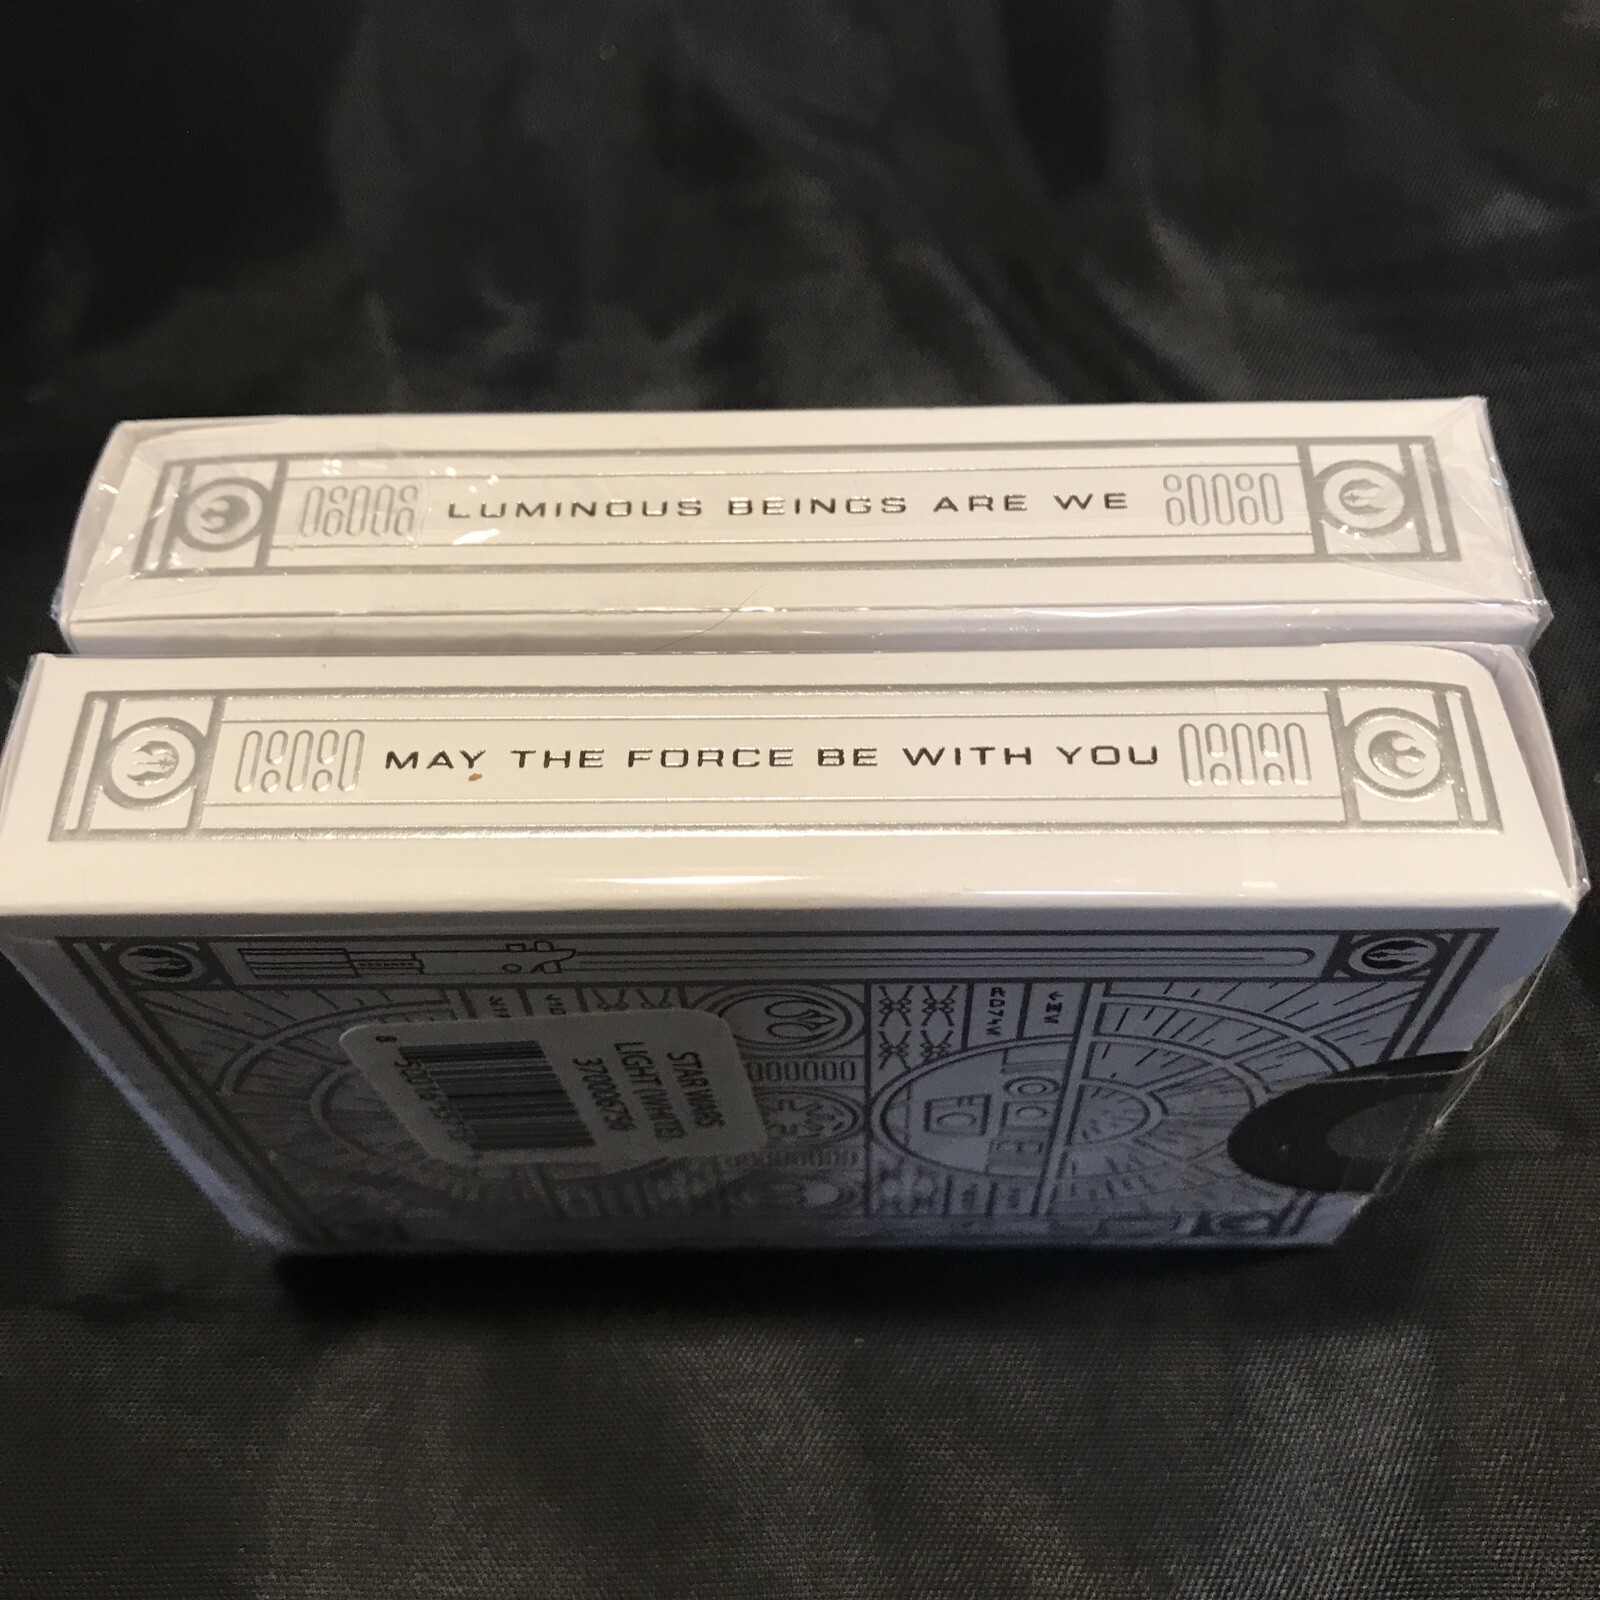 LUMINOUS BEINGS ARE WE
MAY THE FORCE BE WITH YOU
STAR WARS
LIGHT (WHITE)